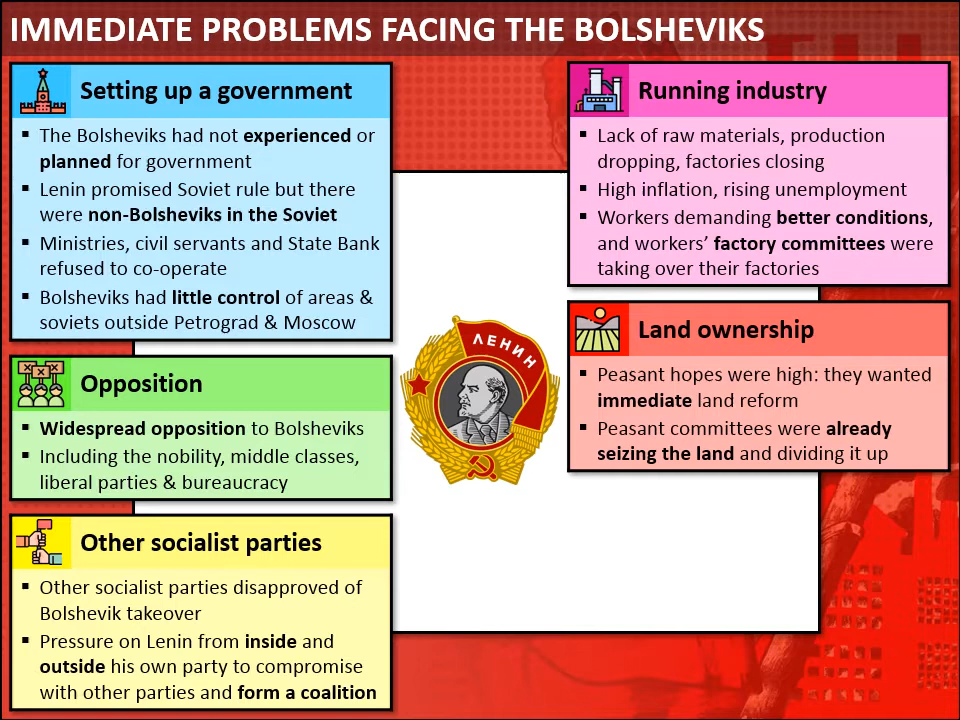 IMMEDIATE PROBLEMS FACING THE BOLSHEVIKS
Setting up a government
▪ The Bolsheviks had not experienced or
planned for government
▪ Lenin promised Soviet rule but there
were non-Bolsheviks in the Soviet
▪ Ministries, civil servants and State Bank
refused to co-operate
▪ Bolsheviks had little control of areas &
soviets outside Petrograd & Moscow
Opposition
▪ Widespread opposition to Bolsheviks
▪ Including the nobility, middle classes,
liberal parties & bureaucracy
Other socialist parties
▪ Other socialist parties disapproved of
Bolshevik takeover
▪ Pressure on Lenin from inside and
outside his own party to compromise
with other parties and form a coalition
ЛЕНИН
Running industry
▪ Lack of raw materials, production
dropping, factories closing
▪ High inflation, rising unemployment
▪ Workers demanding better conditions,
and workers’ factory committees were
taking over their factories
Land ownership
▪ Peasant hopes were high: they wanted
immediate land reform
▪ Peasant committees were already
seizing the land and dividing it up